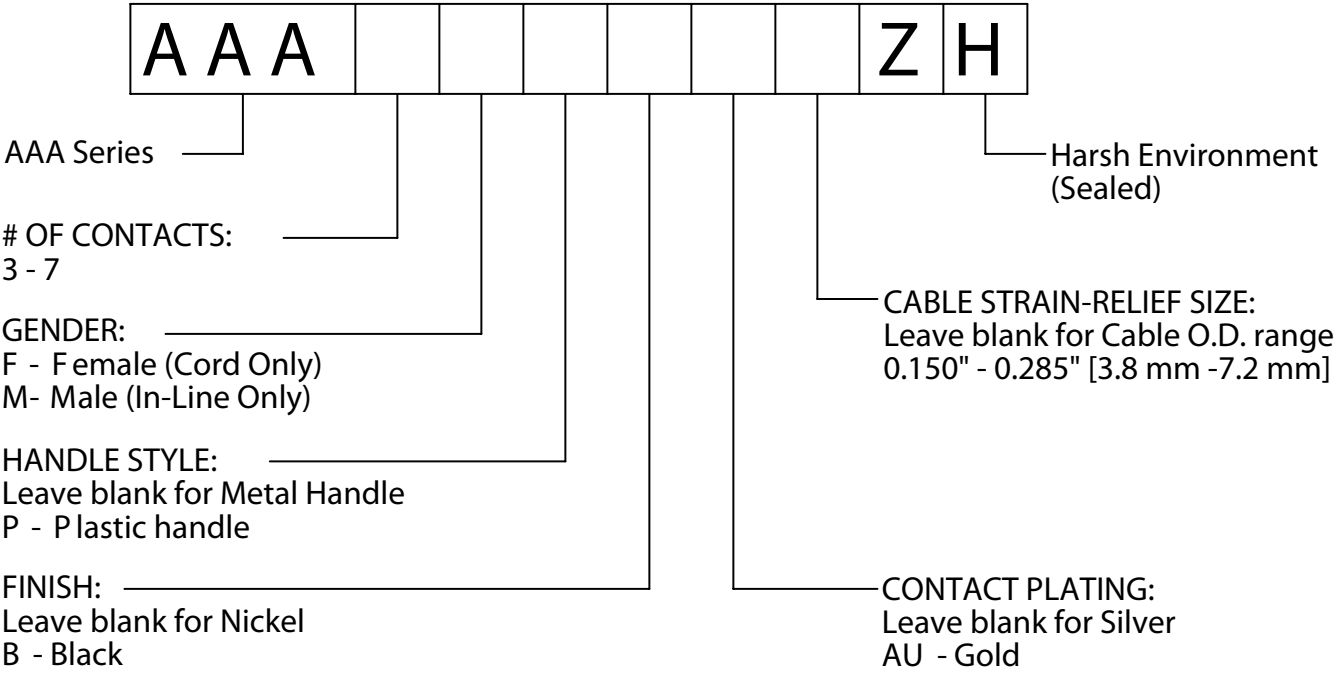 AAA Z H
AAA Series
Harsh Environment
(Sealed)
# OF CONTACTS:
3 - 7
GENDER:
F - Female (Cord Only)
M- Male (In-Line Only)
CABLE STRAIN-RELIEF SIZE:
Leave blank for Cable O.D. range
0.150" - 0.285" [3.8 mm -7.2 mm]
HANDLE STYLE:
Leave blank for Metal Handle
P - Plastic handle
FINISH:
Leave blank for Nickel
B - Black
CONTACT PLATING:
Leave blank for Silver
AU - Gold